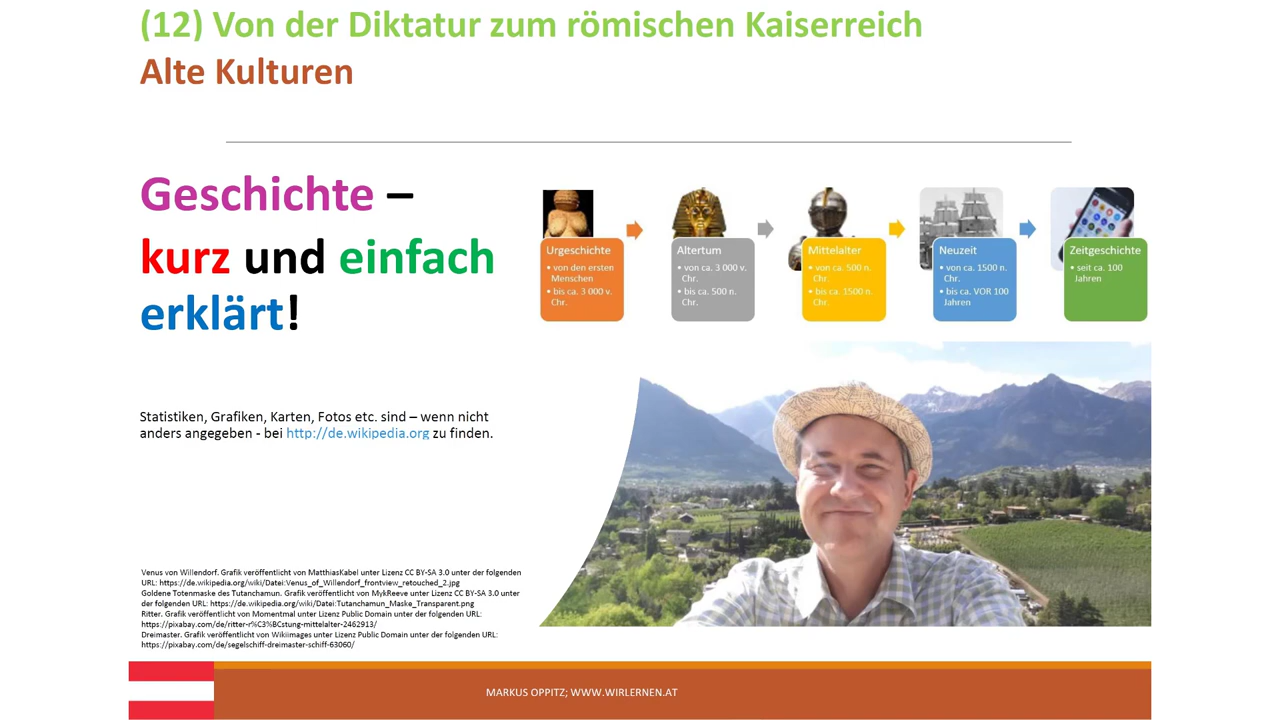 (12) Von der Diktatur zum römischen Kaiserreich
Alte Kulturen
Geschichte –
kurz und einfach
erklärt!
Urgeschichte
• von den ersten
Menschen
• bis ca. 3 000 v.
Chr.
Altertum
• von ca. 3 000 v.
Chr.
• bis ca. 500 n.
Chr.
Mittelalter
• von ca. 500 n.
Chr.
• bis ca. 1500 n.
Chr.
Neuzeit
• von ca. 1500 n.
Chr.
• bis ca. VOR 100
Jahren
Zeitgeschichte
• seit ca. 100
Jahren
Statistiken, Grafiken, Karten, Fotos etc. sind – wenn nicht
anders angegeben - bei http://de.wikipedia.org zu finden.
Venus von Willendorf. Grafik veröffentlicht von MatthiasKabel unter Lizenz CC BY-SA 3.0 unter der folgenden
URL: https://de.wikipedia.org/wiki/Datei:Venus_of_Willendorf_frontview_retouched_2.jpg
Goldene Totenmaske des Tutanchamun. Grafik veröffentlicht von MykReeve unter Lizenz CC BY-SA 3.0 unter
der folgenden URL: https://de.wikipedia.org/wiki/Datei:Tutanchamun_Maske_Transparent.png
Ritter. Grafik veröffentlicht von Momentmal unter Lizenz Public Domain unter der folgenden URL:
https://pixabay.com/de/ritter-r%C3%BCstung-mittelalter-2462913/
Dreimaster. Grafik veröffentlicht von Wikiimages unter Lizenz Public Domain unter der folgenden URL:
https://pixabay.com/de/segelschiff-dreimaster-schiff-63060/
MARKUS OPPITZ; WWW.WIRLERNEN.AT